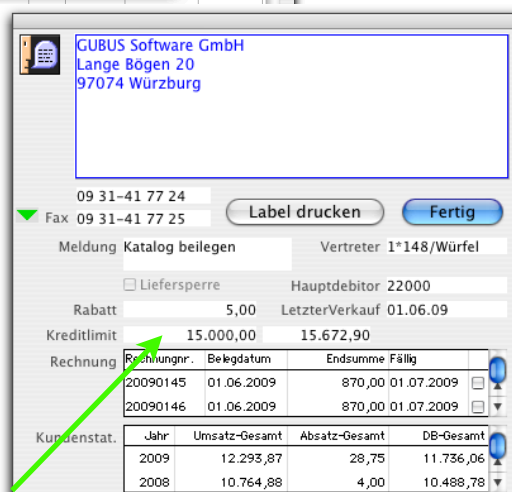 GUBUS Software GmbH
Lange Bögen 20
97074 Würzburg
09 31-41 77 24
Fax 09 31-41 77 25
Label drucken Fertig
Meldung Katalog beilegen Vertreter 1*148/Würfel
Liefersperre Hauptdebitor 22000
Rabatt 5,00 LetzterVerkauf 01.06.09
Kreditlimit 15.000,00 15.672,90
Rechnung Rechnungnr. Belegdatum Endsumme Fällig
20090145 01.06.2009 870,00 01.07.2009
20090146 01.06.2009 870,00 01.07.2009
Kundenstat. Jahr Umsatz-Gesamt Absatz-Gesamt DB-Gesamt
2009 12.293,87 28,75 11.736,06
2008 10.764,88 4,00 10.488,78